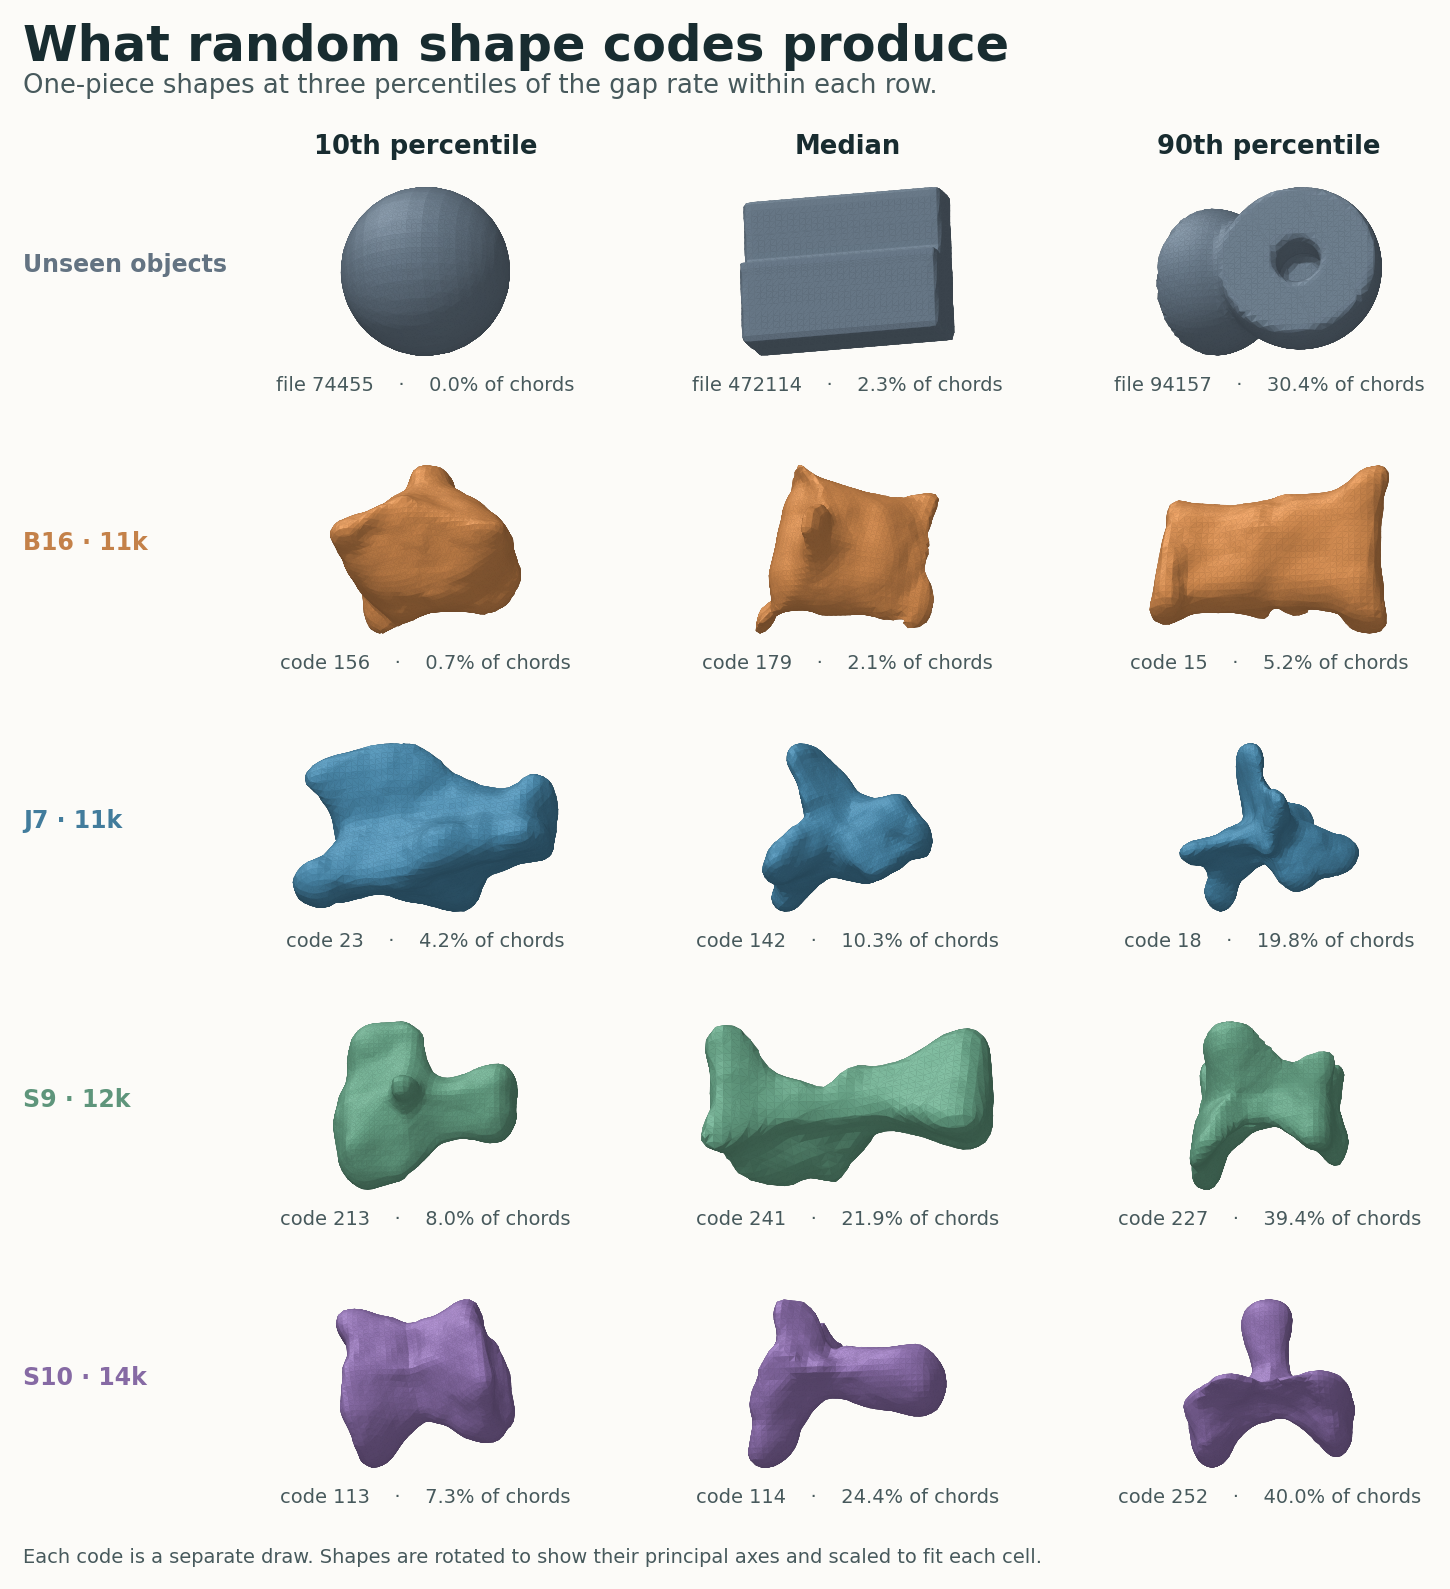 What random shape codes produce
One-piece shapes at three percentiles of the gap rate within each row.
10th percentile
Median
90th percentile
Unseen objects
file 74455 · 0.0% of chords
file 472114 · 2.3% of chords
file 94157 · 30.4% of chords
B16 · 11k
code 156 · 0.7% of chords
code 179 · 2.1% of chords
code 15 · 5.2% of chords
J7 · 11k
code 23 · 4.2% of chords
code 142 · 10.3% of chords
code 18 · 19.8% of chords
S9 · 12k
code 213 · 8.0% of chords
code 241 · 21.9% of chords
code 227 · 39.4% of chords
S10 · 14k
code 113 · 7.3% of chords
code 114 · 24.4% of chords
code 252 · 40.0% of chords
Each code is a separate draw. Shapes are rotated to show their principal axes and scaled to fit each cell.